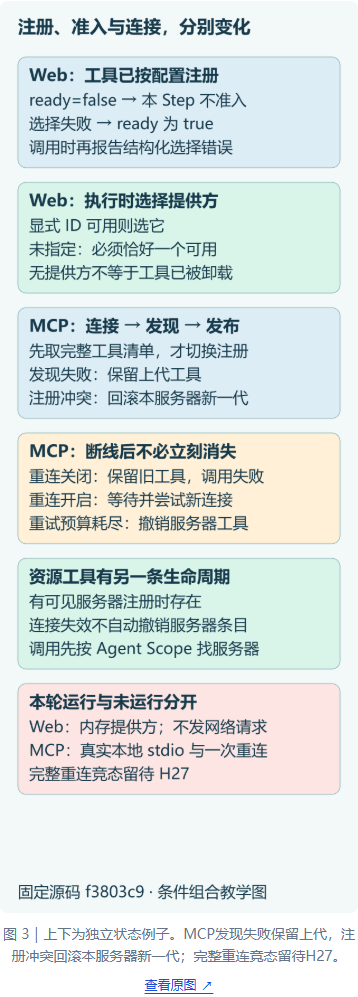 注册、准入与连接，分别变化
Web：工具已按配置注册
ready=false → 本 Step 不准入
选择失败 → ready 为 true
调用时再报告结构化选择错误
Web：执行时选择提供方
显式 ID 可用则选它
未指定：必须恰好一个可用
无提供方不等于工具已被卸载
MCP：连接 → 发现 → 发布
先取完整工具清单，才切换注册
发现失败：保留上代工具
注册冲突：回滚本服务器新一代
MCP：断线后不必立刻消失
重连关闭：保留旧工具，调用失败
重连开启：等待并尝试新连接
重试预算耗尽：撤销服务器工具
资源工具有另一条生命周期
有可见服务器注册时存在
连接失效不自动撤销服务器条目
调用先按 Agent Scope 找服务器
本轮运行与未运行分开
Web：内存提供方；不发网络请求
MCP：真实本地 stdio 与一次重连
完整重连竞态留待 H27
固定源码 f3803c9 · 条件组合教学图
图 3｜上下为独立状态例子。MCP发现失败保留上代，注
册冲突回滚本服务器新一代；完整重连竞态留待H27。
查看原图 ↗